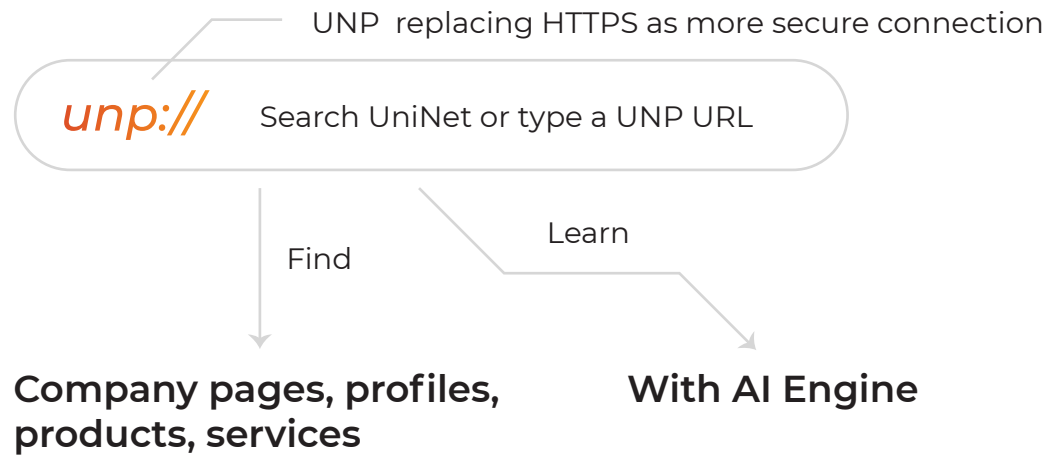 UNP replacing HTTPS as more secure connection
unp:// Search UniNet or type a UNP URL
Learn
Find
Company pages, profiles,
products, services
With AI Engine